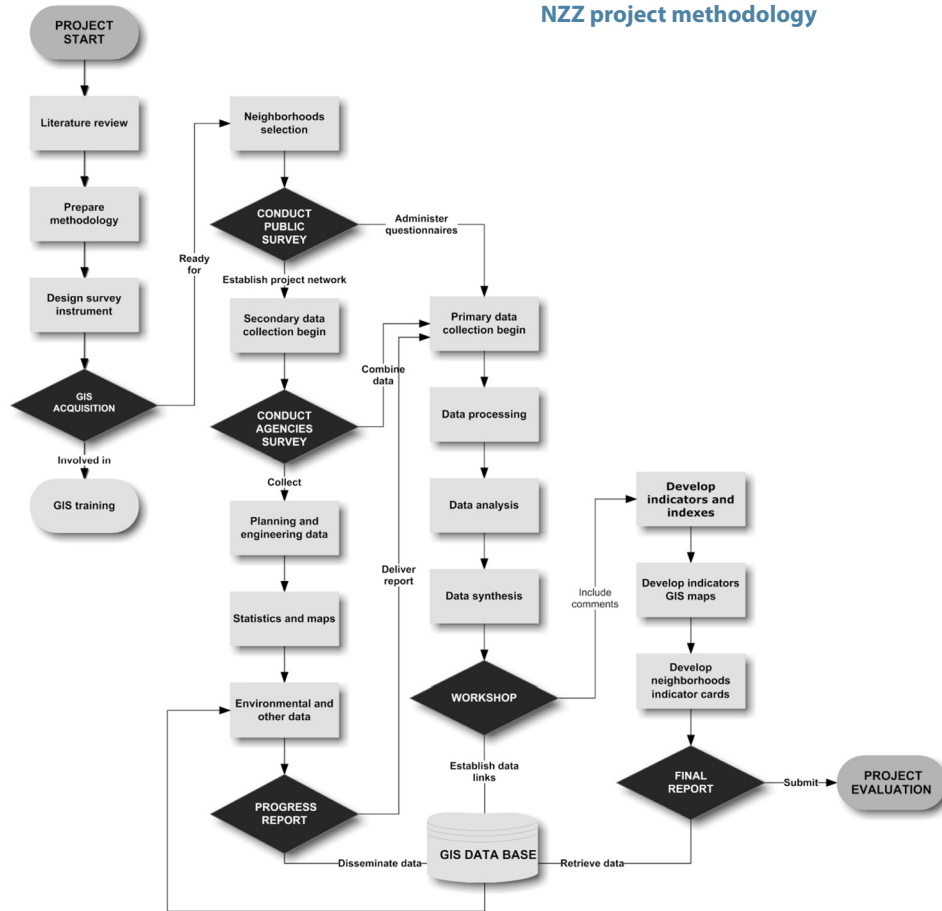 NZZ project methodology
PROJECT
START
Literature review
Prepare
methodology
Design survey
instrument
GIS
ACQUISITION
Involved in
GIS training
Ready
for
Neighborhoods
selection
CONDUCT
PUBLIC
SURVEY
Administer
questionnaires
Establish project network
Secondary data
collection begin
CONDUCT
AGENCIES
SURVEY
Combine
data
Collect
Planning and
engineering data
Statistics and maps
Environmental and
other data
PROGRESS
REPORT
Deliver
report
Disseminate data
Primary data
collection begin
Data processing
Data analysis
Data synthesis
WORKSHOP
Include
comments
Establish data
links
GIS DATA BASE
Retrieve data
Develop
indicators and
indexes
Develop indicators
GIS maps
Develop
neighborhoods
indicator cards
FINAL
REPORT
Submit
PROJECT
EVALUATION